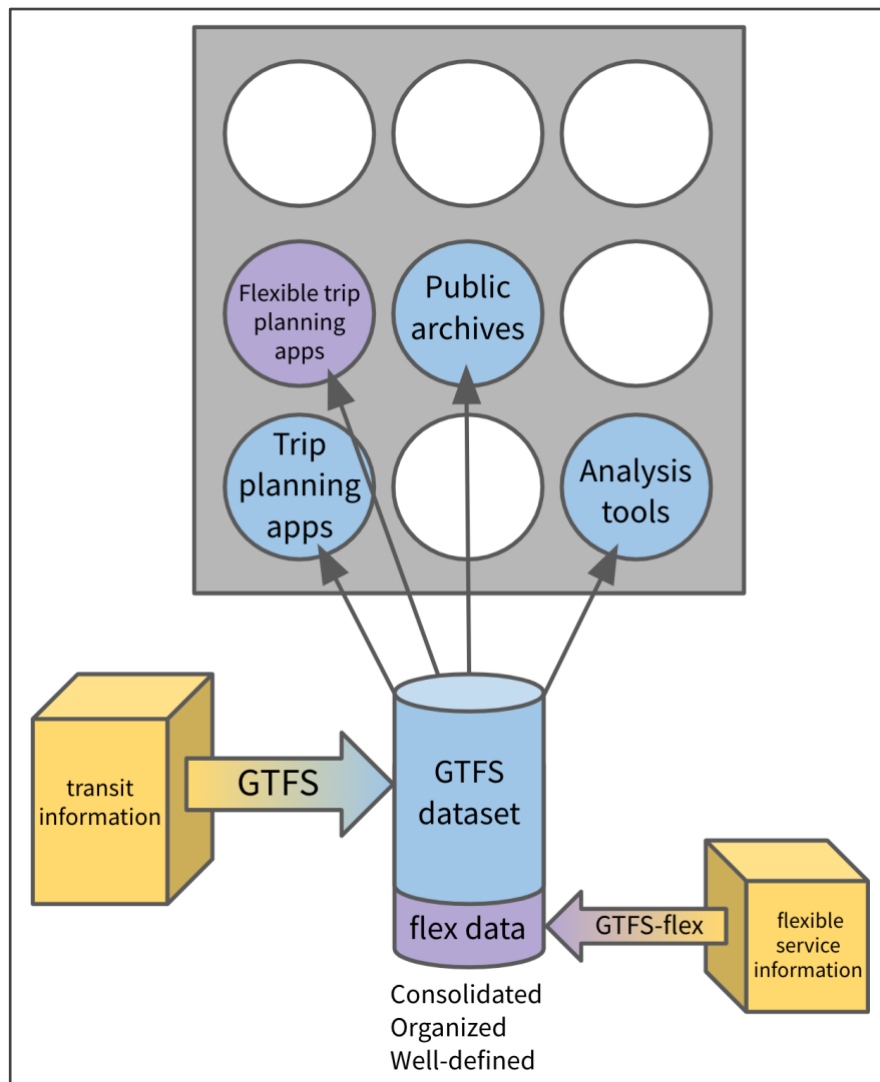 Flexible trip
planning
apps
Public
archives
Trip
planning
apps
Analysis
tools
transit
information
GTFS
GTFS
dataset
flex data
GTFS-flex
flexible
service
information
Consolidated
Organized
Well-defined